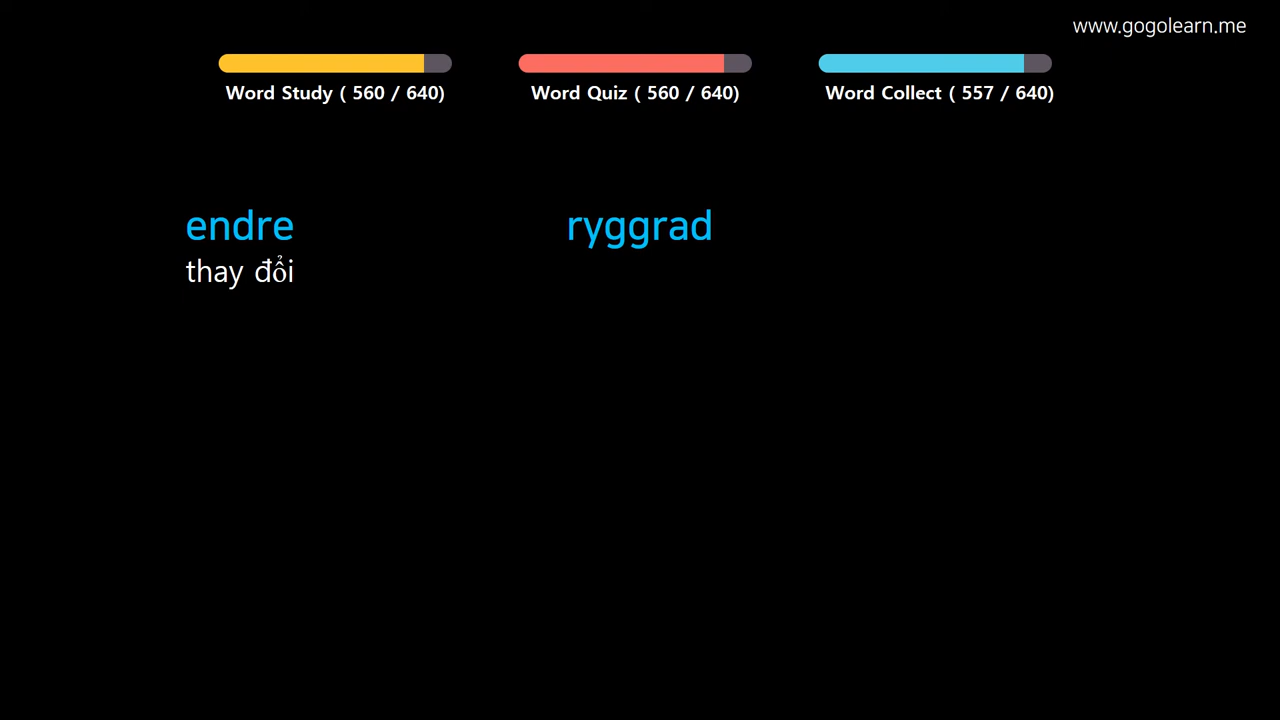 www.gogolearn.me
Word Study ( 560 / 640)
Word Quiz ( 560 / 640)
Word Collect ( 557 / 640)
endre
thay đổi
ryggrad